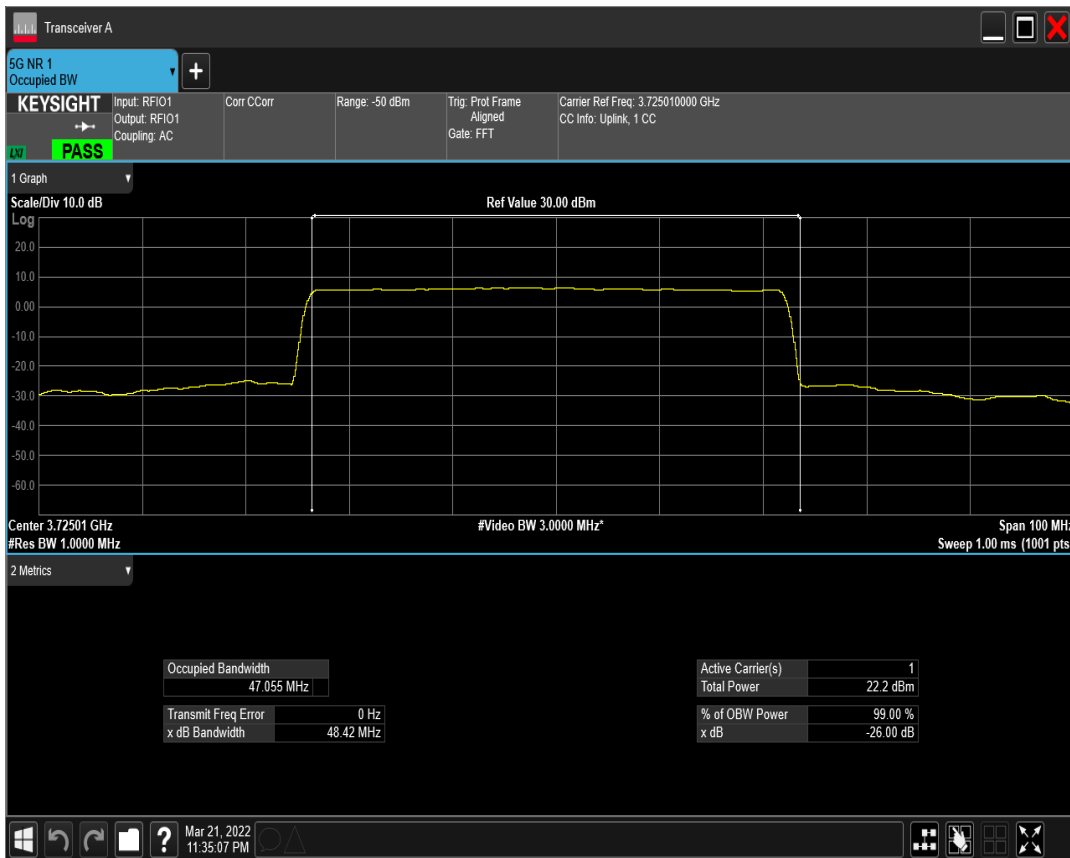 Transceiver A
5G NR 1
Occupied BW
+
KEYSIGHT
LXI
PASS
Input: RFIO1
Output: RFIO1
Coupling: AC
Corr CCorr
Range: -50 dBm
Trig: Prot Frame
Aligned
Gate: FFT
Carrier Ref Freq: 3.725010000 GHz
CC Info: Uplink, 1 CC
1 Graph
Scale/Div 10.0 dB
Ref Value 30.00 dBm
Log
20.0
10.0
0.00
-10.0
-20.0
-30.0
-40.0
-50.0
-60.0
Center 3.72501 GHz
#Video BW 3.0000 MHz*
Span 100 MHz
#Res BW 1.0000 MHz
Sweep 1.00 ms (1001 pts
2 Metrics
Occupied Bandwidth
47.055 MHz
Transmit Freq Error 0 Hz
x dB Bandwidth 48.42 MHz
Active Carrier(s) 1
Total Power 22.2 dBm
% of OBW Power 99.00 %
x dB -26.00 dB
?
Mar 21, 2022
11:35:07 PM